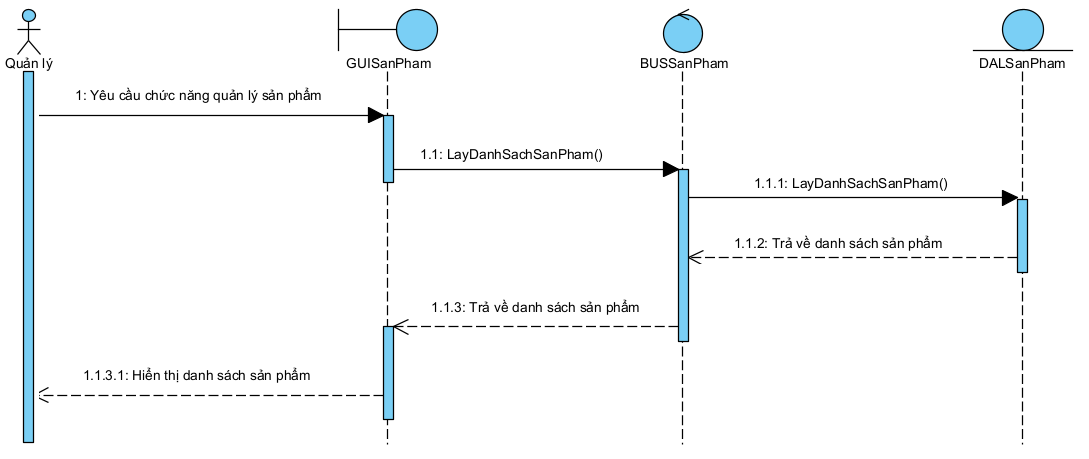 Quản lý
GUISanPham
BUSSanPham
DALSanPham
1: Yêu cầu chức năng quản lý sản phẩm
1.1: LayDanhSachSanPham()
1.1.1: LayDanhSachSanPham()
1.1.2: Trả về danh sách sản phẩm
1.1.3: Trả về danh sách sản phẩm
1.1.3.1: Hiển thị danh sách sản phẩm